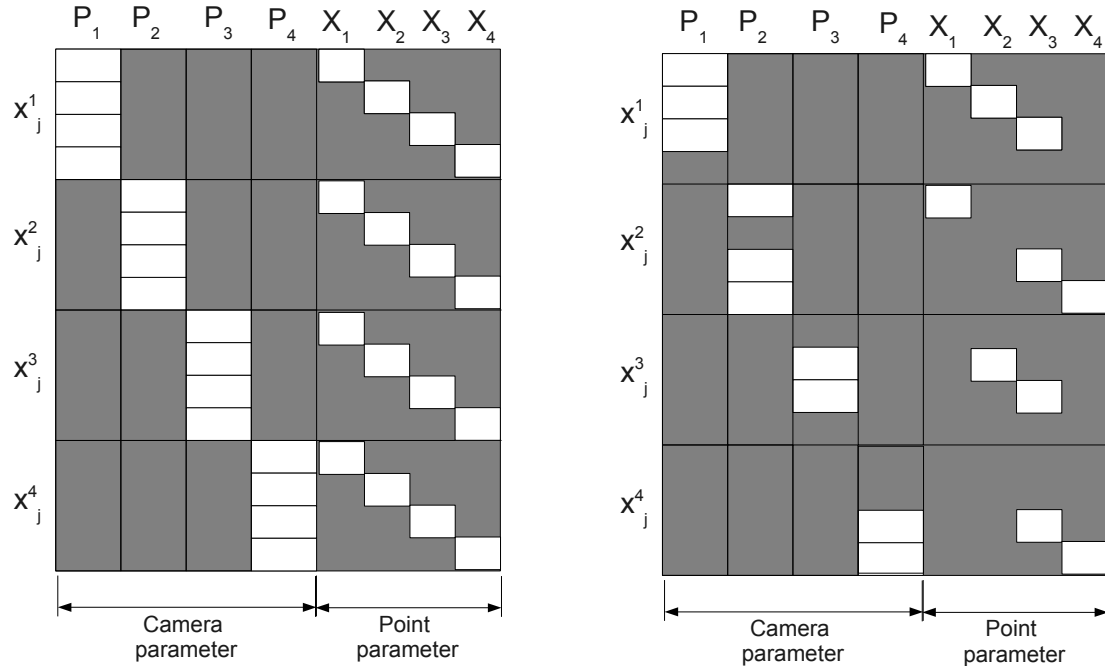 P₁ P₂ P₃ P₄ X₁ X₂ X₃ X₄
x¹ⱼ
x²ⱼ
x³ⱼ
x⁴ⱼ
Camera
parameter
Point
parameter
P₁ P₂ P₃ P₄ X₁ X₂ X₃ X₄
x¹ⱼ
x²ⱼ
x³ⱼ
x⁴ⱼ
Camera
parameter
Point
parameter